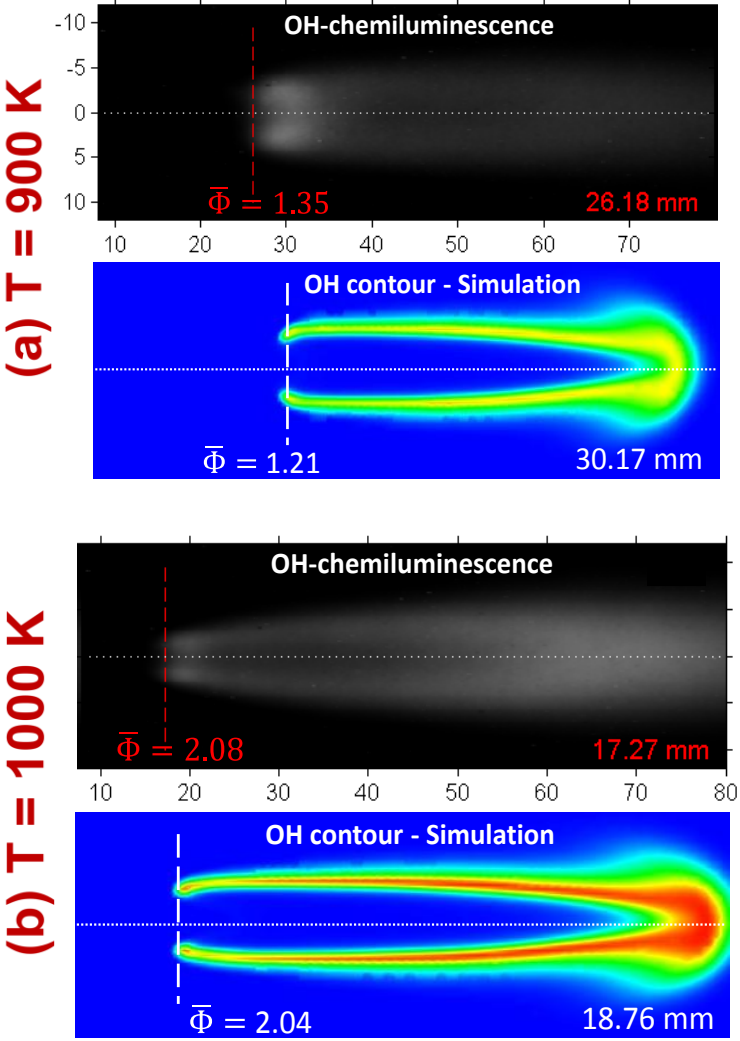 (a) T = 900 K
OH-chemiluminescence
-10
-5
0
5
10
Φ̅ = 1.35
26.18 mm
10 20 30 40 50 60 70
OH contour - Simulation
Φ̅ = 1.21
30.17 mm
(b) T = 1000 K
OH-chemiluminescence
Φ̅ = 2.08
17.27 mm
10 20 30 40 50 60 70 80
OH contour - Simulation
Φ̅ = 2.04
18.76 mm